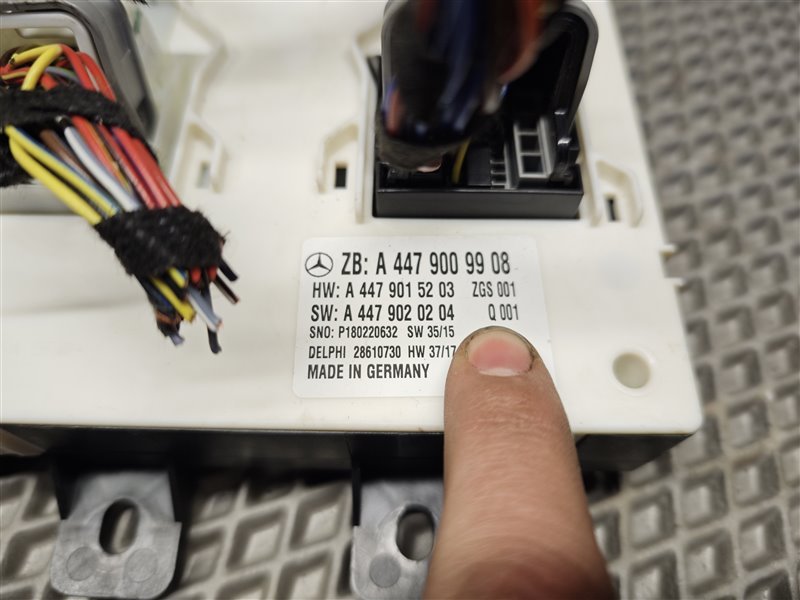 ZB: A 447 900 99 08
HW: A 447 901 52 03 ZGS 001
SW: A 447 902 02 04 Q 001
SNO: P180220632 SW 35/15
DELPHI 28610730 HW 37/17
MADE IN GERMANY